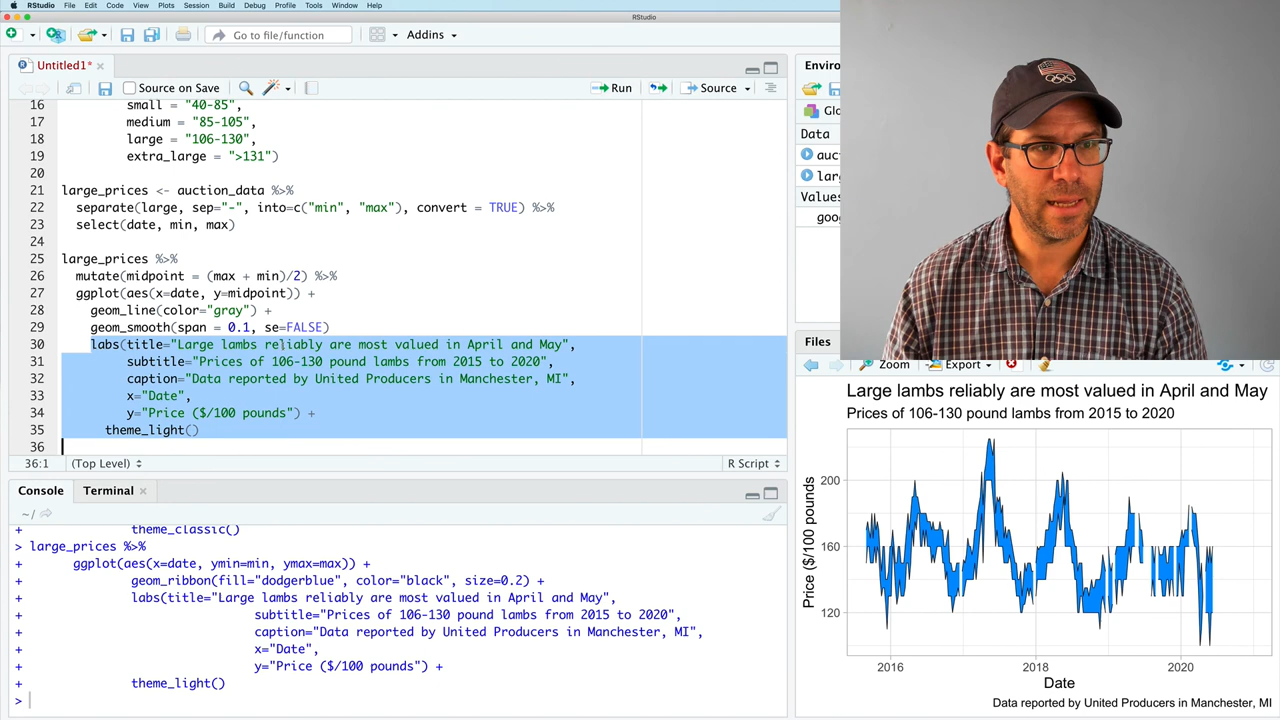 RStudio File Edit Code View Plots Session Build Debug Profile Tools Window Help
RStudio
Go to file/function Addins
Untitled1*
Source on Save Run Source
16 small = "40-85",
17 medium = "85-105",
18 large = "106-130",
19 extra_large = ">131")
20
21 large_prices <- auction_data %>%
22 separate(large, sep="-", into=c("min", "max"), convert = TRUE) %>%
23 select(date, min, max)
24
25 large_prices %>%
26 mutate(midpoint = (max + min)/2) %>%
27 ggplot(aes(x=date, y=midpoint)) +
28 geom_line(color="gray") +
29 geom_smooth(span = 0.1, se=FALSE)
30 labs(title="Large lambs reliably are most valued in April and May",
31 subtitle="Prices of 106-130 pound lambs from 2015 to 2020",
32 caption="Data reported by United Producers in Manchester, MI",
33 x="Date",
34 y="Price ($/100 pounds") +
35 theme_light()
36
36:1 (Top Level) R Script
Console Terminal
~/
+ theme_classic()
> large_prices %>%
+ ggplot(aes(x=date, ymin=min, ymax=max)) +
+ geom_ribbon(fill="dodgerblue", color="black", size=0.2) +
+ labs(title="Large lambs reliably are most valued in April and May",
+ subtitle="Prices of 106-130 pound lambs from 2015 to 2020",
+ caption="Data reported by United Producers in Manchester, MI",
+ x="Date",
+ y="Price ($/100 pounds") +
+ theme_light()
>
Enviro
Glo
Data
auct
larg
Values
goog
Files
Zoom Export
Large lambs reliably are most valued in April and May
Prices of 106-130 pound lambs from 2015 to 2020
Price ($/100 pounds
200
160
120
2016 2018 2020
Date
Data reported by United Producers in Manchester, MI